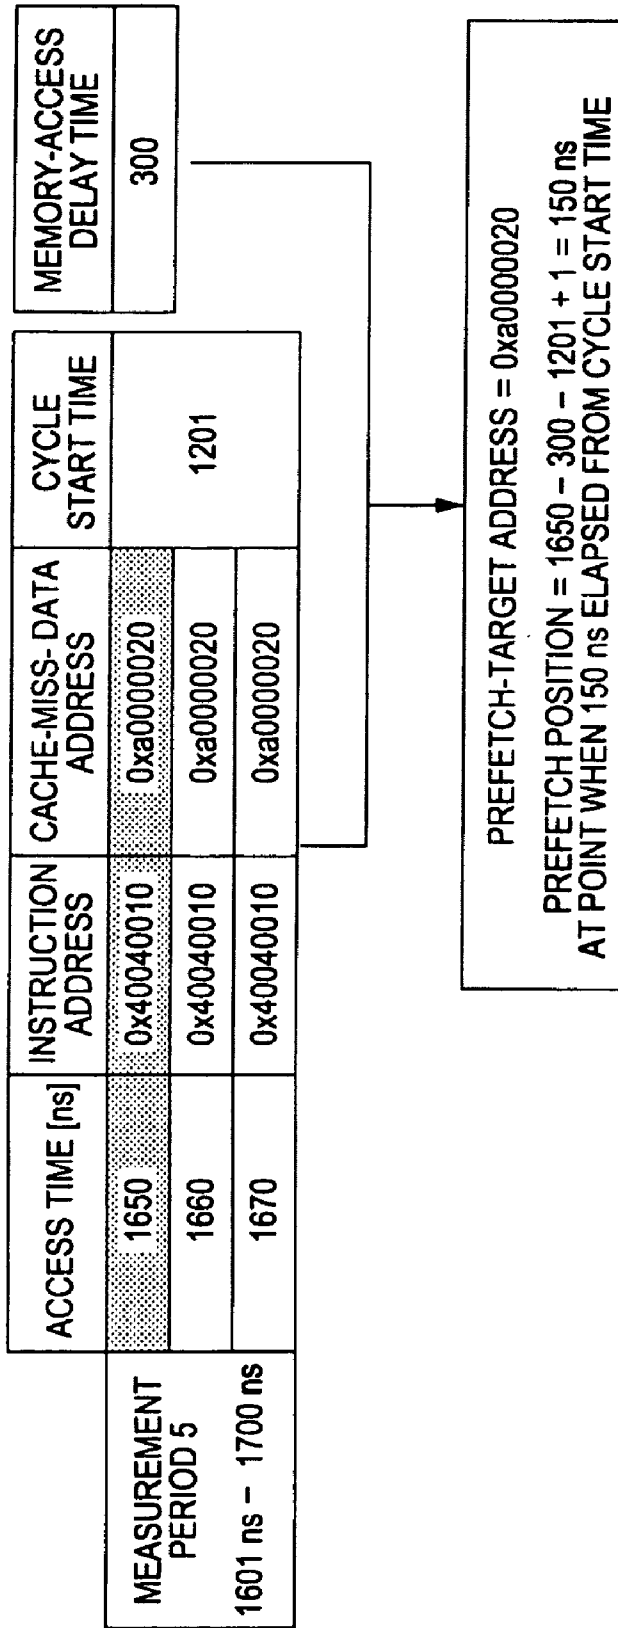 ACCESS TIME [ns]
INSTRUCTION
ADDRESS
CACHE-MISS- DATA
ADDRESS
CYCLE
START TIME
MEMORY-ACCESS
DELAY TIME
MEASUREMENT
PERIOD 5
1601 ns – 1700 ns
1650
0x40040010
0xa0000020
1201
300
1660
0x40040010
0xa0000020
1670
0x40040010
0xa0000020
PREFETCH-TARGET ADDRESS = 0xa0000020
PREFETCH POSITION = 1650 – 300 – 1201 + 1 = 150 ns
AT POINT WHEN 150 ns ELAPSED FROM CYCLE START TIME